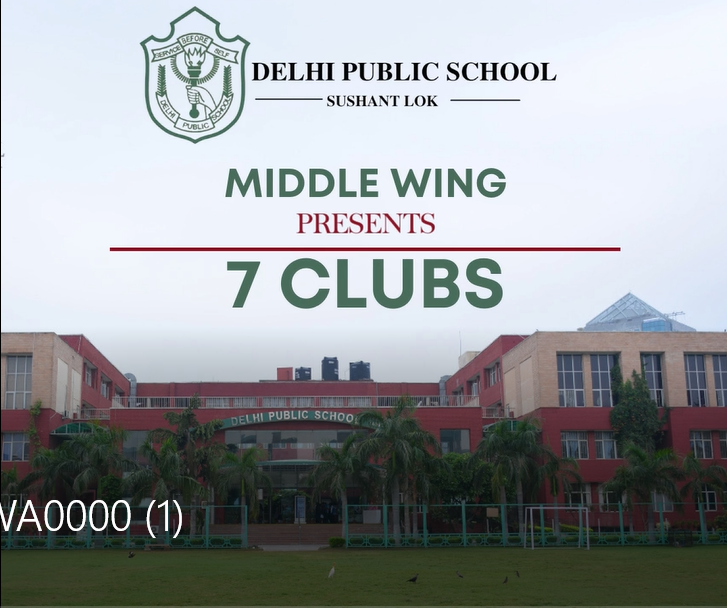 SERVICE BEFORE SELF
DELHI PUBLIC SCHOOL
DELHI PUBLIC SCHOOL
SUSHANT LOK
MIDDLE WING
PRESENTS
7 CLUBS
DELHI PUBLIC SCHOOL
WA0000 (1)